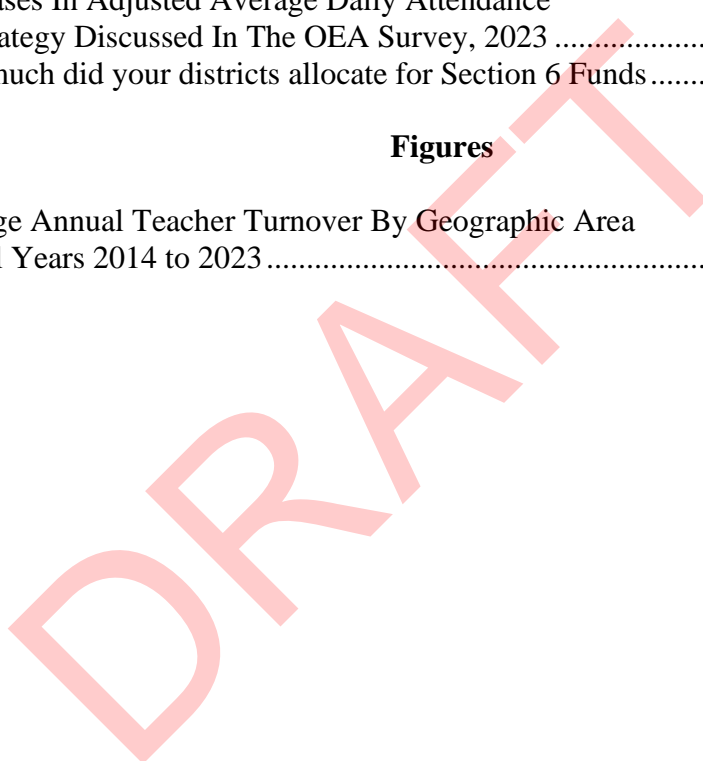 ases In Adjusted Average Daily Attendance
ategy Discussed In The OEA Survey, 2023 ....................
much did your districts allocate for Section 6 Funds .......
Figures
ge Annual Teacher Turnover By Geographic Area
l Years 2014 to 2023 ..........................................................
DRAFT